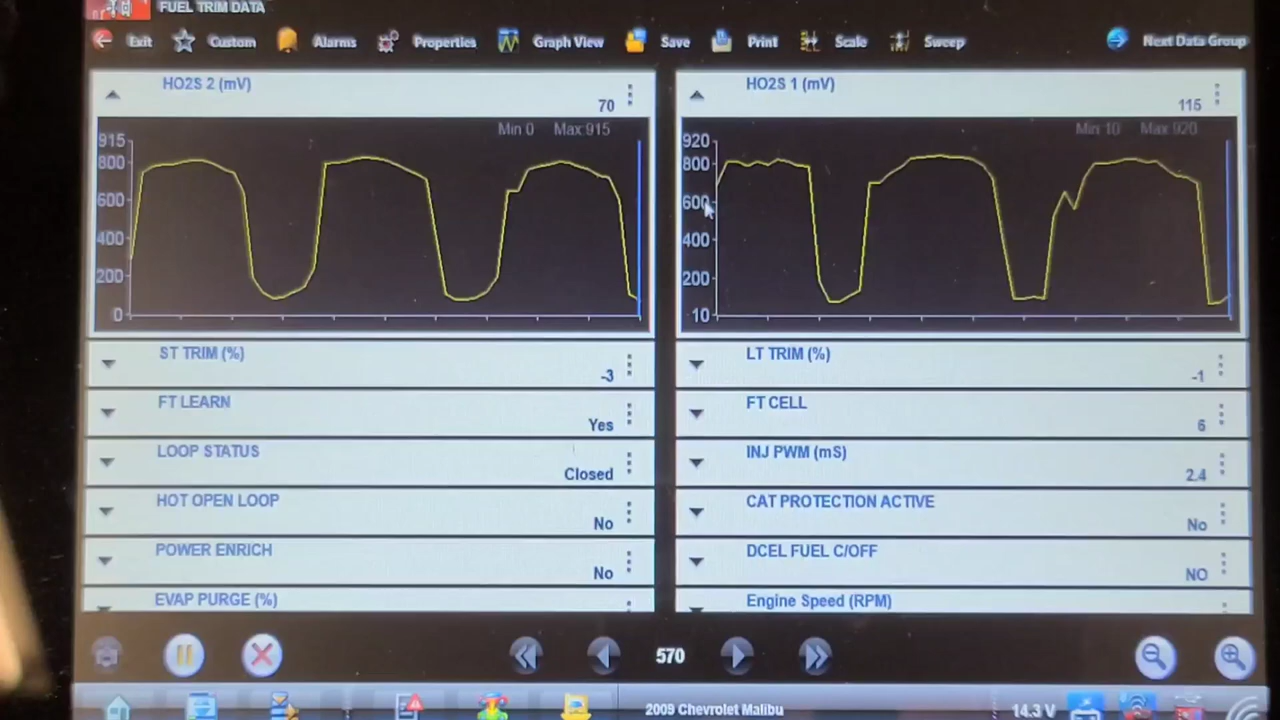 FUEL TRIM DATA
Exit Custom Alarms Properties Graph View Save Print Scale Sweep Next Data Group
HO2S 2 (mV)
70
Min 0 Max:915
915
800
600
400
200
0
HO2S 1 (mV)
115
Min 10 Max:920
920
800
600
400
200
10
ST TRIM (%)
-3
LT TRIM (%)
-1
FT LEARN
Yes
FT CELL
6
LOOP STATUS
Closed
INJ PWM (mS)
2.4
HOT OPEN LOOP
No
CAT PROTECTION ACTIVE
No
POWER ENRICH
No
DCEL FUEL C/OFF
NO
EVAP PURGE (%)
Engine Speed (RPM)
570
2009 Chevrolet Malibu
14.3 V